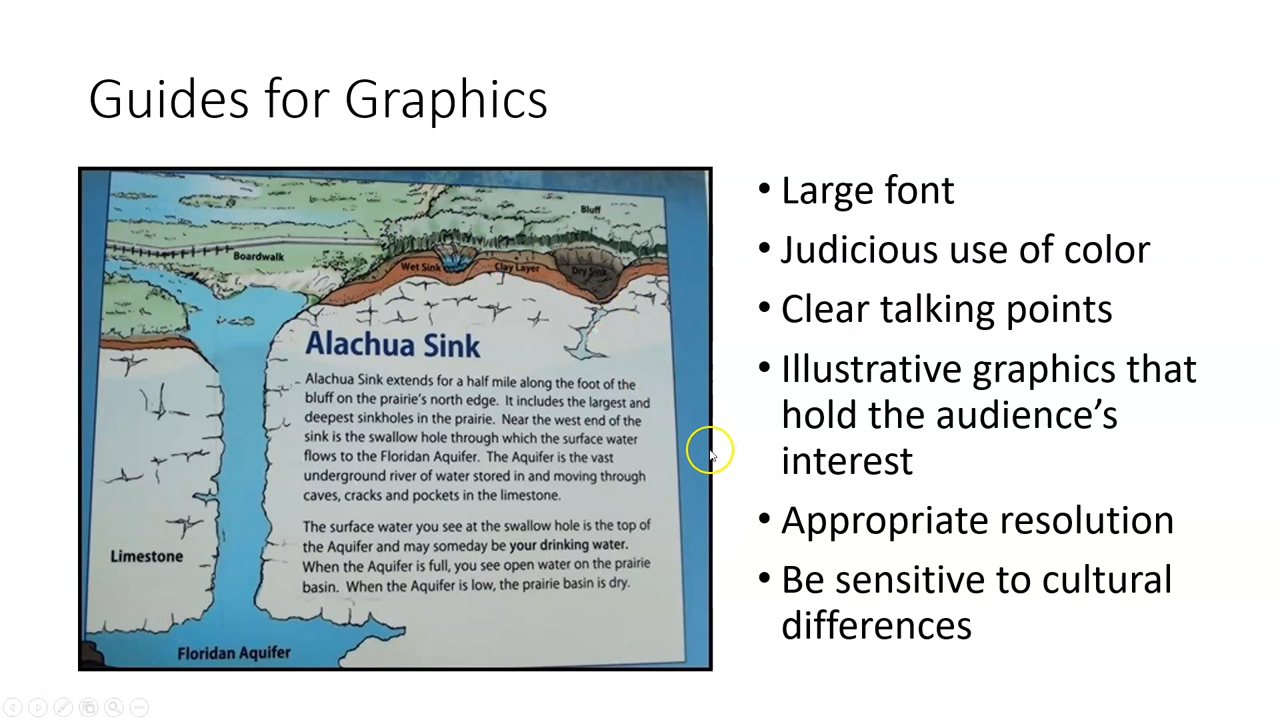 Guides for Graphics
Bluff
Boardwalk
Wet Sink
Clay Layer
Dry Sink
Alachua Sink
Alachua Sink extends for a half mile along the foot of the
bluff on the prairie's north edge. It includes the largest and
deepest sinkholes in the prairie. Near the west end of the
sink is the swallow hole through which the surface water
flows to the Floridan Aquifer. The Aquifer is the vast
underground river of water stored in and moving through
caves, cracks and pockets in the limestone.
The surface water you see at the swallow hole is the top of
the Aquifer and may someday be your drinking water.
When the Aquifer is full, you see open water on the prairie
basin. When the Aquifer is low, the prairie basin is dry.
Limestone
Floridan Aquifer
• Large font
• Judicious use of color
• Clear talking points
• Illustrative graphics that
hold the audience's
interest
• Appropriate resolution
• Be sensitive to cultural
differences